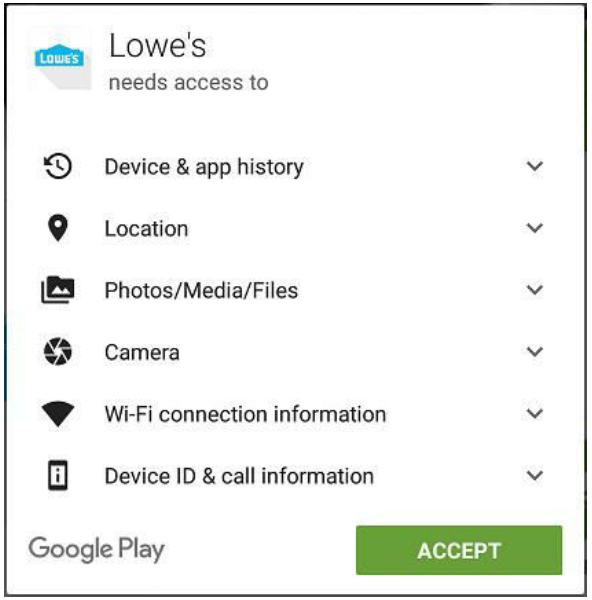 LOWE'S
Lowe's
needs access to
Device & app history
Location
Photos/Media/Files
Camera
Wi-Fi connection information
Device ID & call information
Google Play
ACCEPT